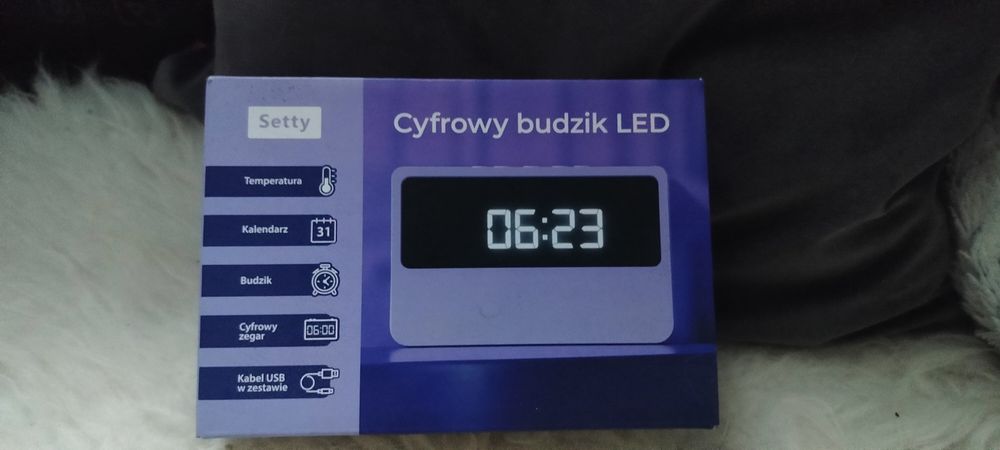 Setty
Cyfrowy budzik LED
Temperatura
Kalendarz
31
Budzik
Cyfrowy
zegar
06:00
Kabel USB
w zestawie
06:23